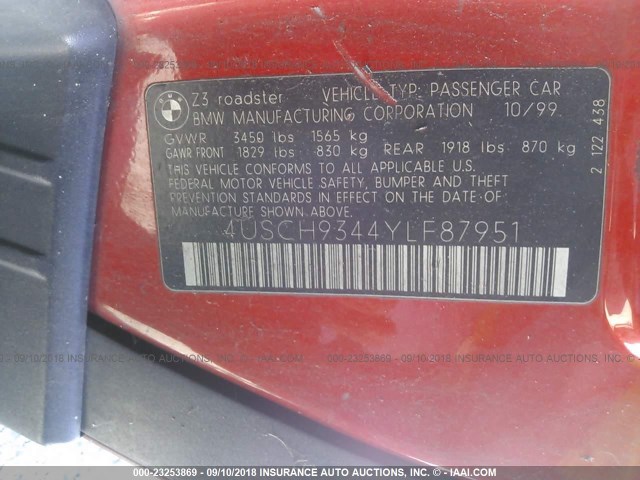 BMW
Z3 roadster VEHICLE TYP: PASSENGER CAR
BMW MANUFACTURING CORPORATION 10/99
GVWR 3450 lbs 1565 kg
GAWR FRONT 1829 lbs 830 kg REAR 1918 lbs 870 kg
THIS VEHICLE CONFORMS TO ALL APPLICABLE U.S.
FEDERAL MOTOR VEHICLE SAFETY, BUMPER AND THEFT
PREVENTION STANDARDS IN EFFECT ON THE DATE OF
MANUFACTURE SHOWN ABOVE.
4USCH9344YLF87951
2 122 438
000-23253869 - 09/10/2018 INSURANCE AUTO AUCTIONS, INC. - © IAAI.COM